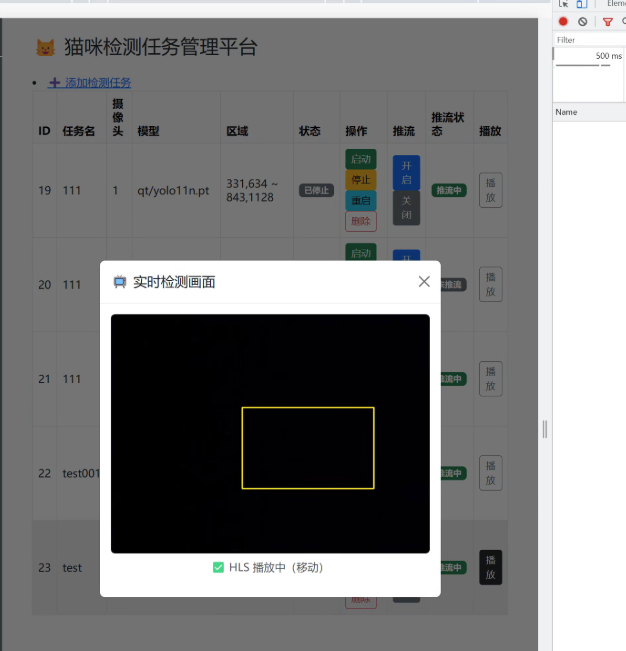 Eleme
Filter
500 ms
Name
猫咪检测任务管理平台
添加检测任务
ID 任务名 摄像头 模型 区域 状态 操作 推流 推流状态 播放
19 111 1 qt/yolo11n.pt 331,634 ~ 843,1128 已停止 启动 停止 重启 删除 开启 关闭 推流中 播放
20 111 启动 未推流 播放
21 111 推流中 播放
22 test001 推流中 播放
23 test 删除 推流中 播放
实时检测画面
HLS 播放中（移动）